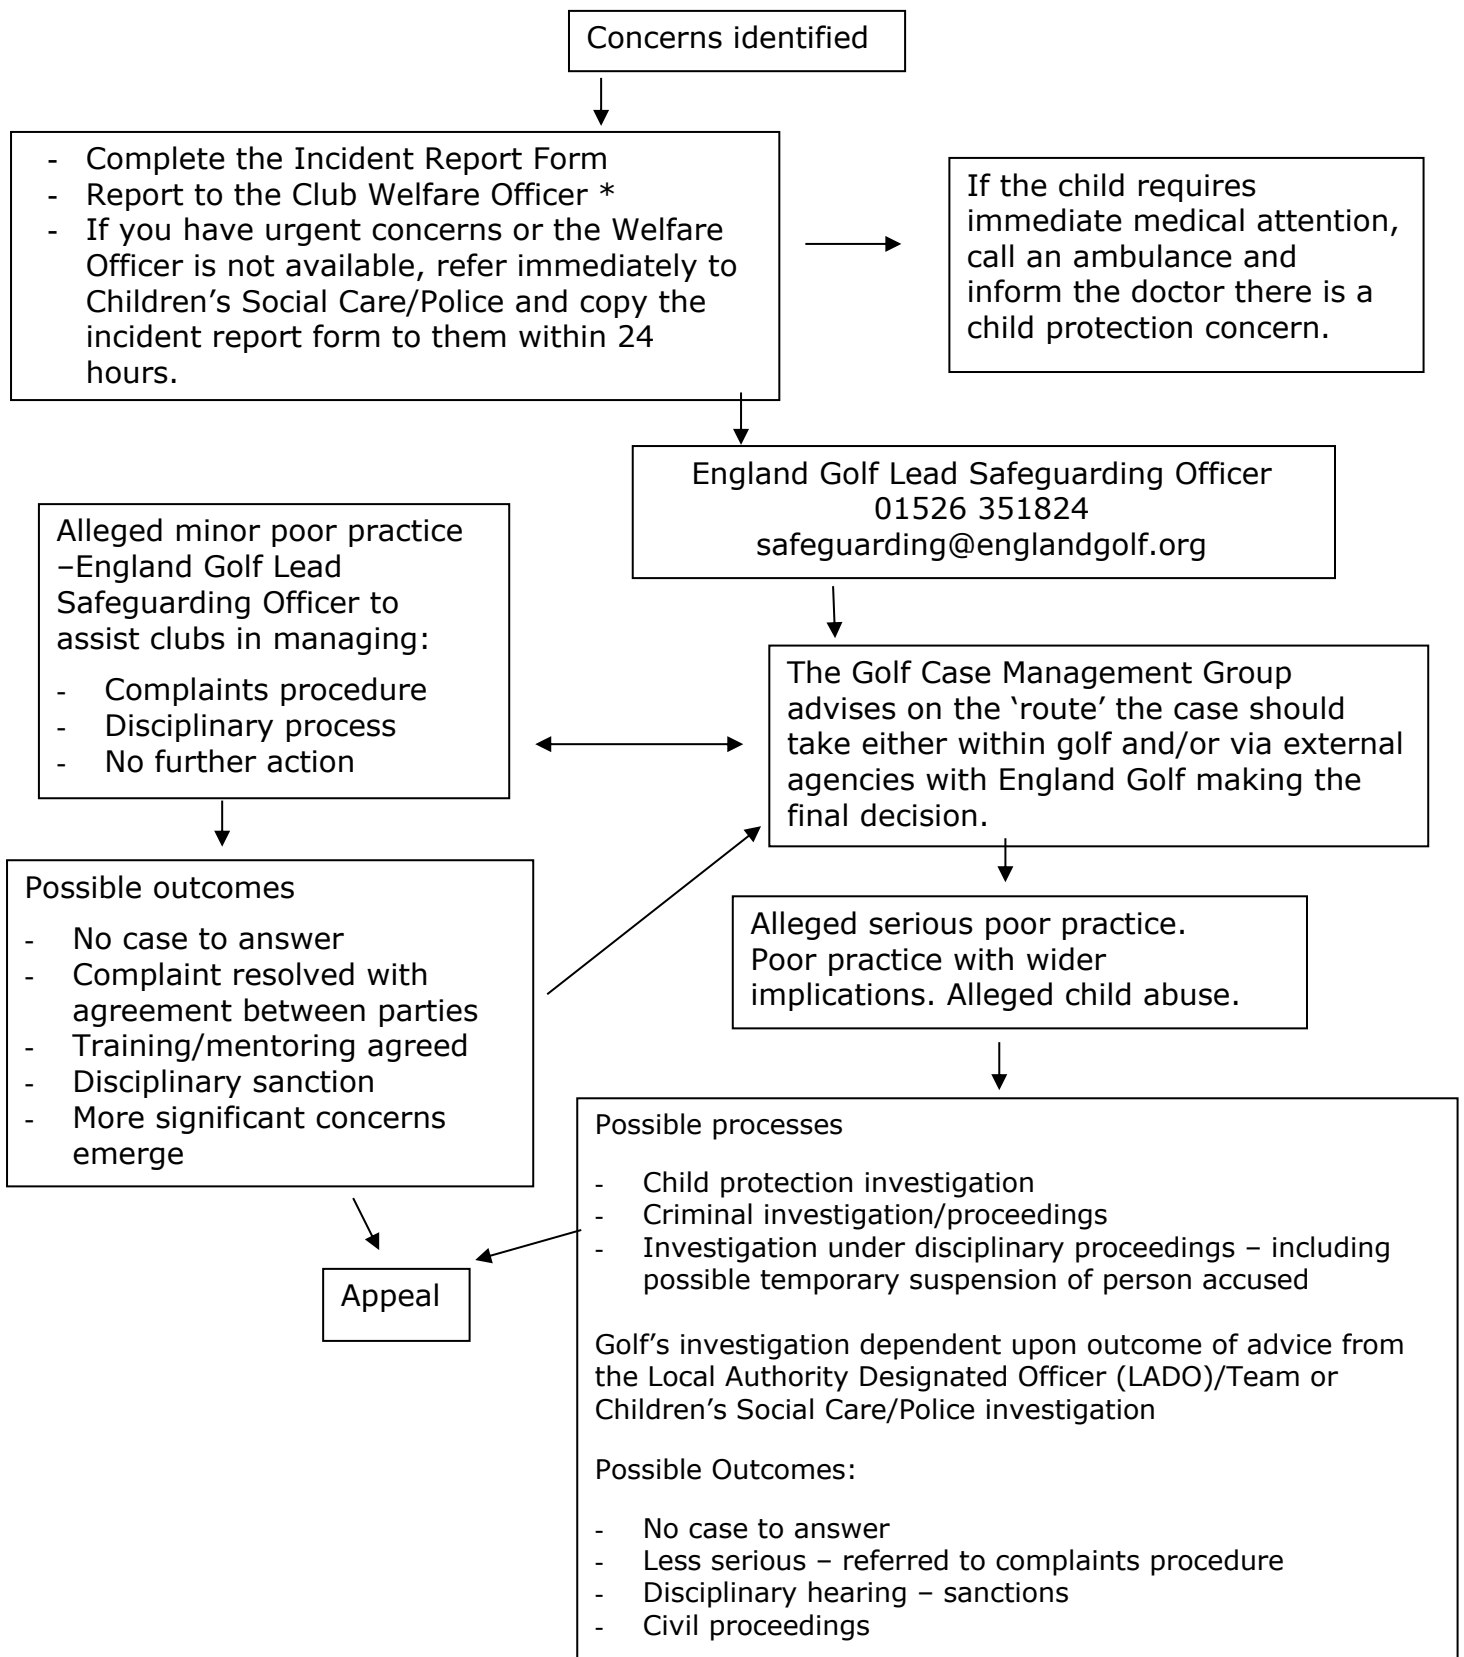 Concerns identified
- Complete the Incident Report Form
- Report to the Club Welfare Officer *
- If you have urgent concerns or the Welfare
Officer is not available, refer immediately to
Children’s Social Care/Police and copy the
incident report form to them within 24
hours.
If the child requires
immediate medical attention,
call an ambulance and
inform the doctor there is a
child protection concern.
England Golf Lead Safeguarding Officer
01526 351824
safeguarding@englandgolf.org
Alleged minor poor practice
–England Golf Lead
Safeguarding Officer to
assist clubs in managing:
- Complaints procedure
- Disciplinary process
- No further action
The Golf Case Management Group
advises on the ‘route’ the case should
take either within golf and/or via external
agencies with England Golf making the
final decision.
Possible outcomes
- No case to answer
- Complaint resolved with
agreement between parties
- Training/mentoring agreed
- Disciplinary sanction
- More significant concerns
emerge
Alleged serious poor practice.
Poor practice with wider
implications. Alleged child abuse.
Possible processes
- Child protection investigation
- Criminal investigation/proceedings
- Investigation under disciplinary proceedings – including
possible temporary suspension of person accused
Golf’s investigation dependent upon outcome of advice from
the Local Authority Designated Officer (LADO)/Team or
Children’s Social Care/Police investigation
Possible Outcomes:
- No case to answer
- Less serious – referred to complaints procedure
- Disciplinary hearing – sanctions
- Civil proceedings
Appeal